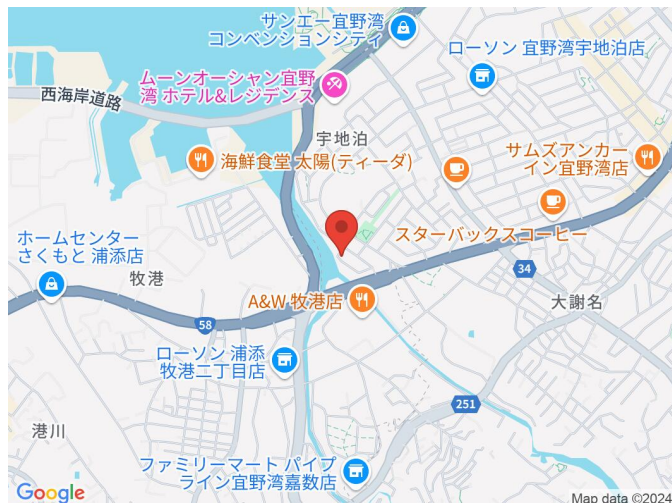 サンエー宜野湾
コンベンションシティ
ローソン 宜野湾宇地泊店
ムーンオーシャン宜野
湾 ホテル&レジデンス
西海岸道路
宇地泊
海鮮食堂 太陽(ティーダ)
サムズアンカー
イン宜野湾店
スターバックスコーヒー
ホームセンター
さくもと 浦添店
牧港
34
A&W 牧港店
大謝名
58
ローソン 浦添
牧港二丁目店
251
港川
ファミリーマート パイプ
ライン宜野湾嘉数店
Google
Map data ©2024